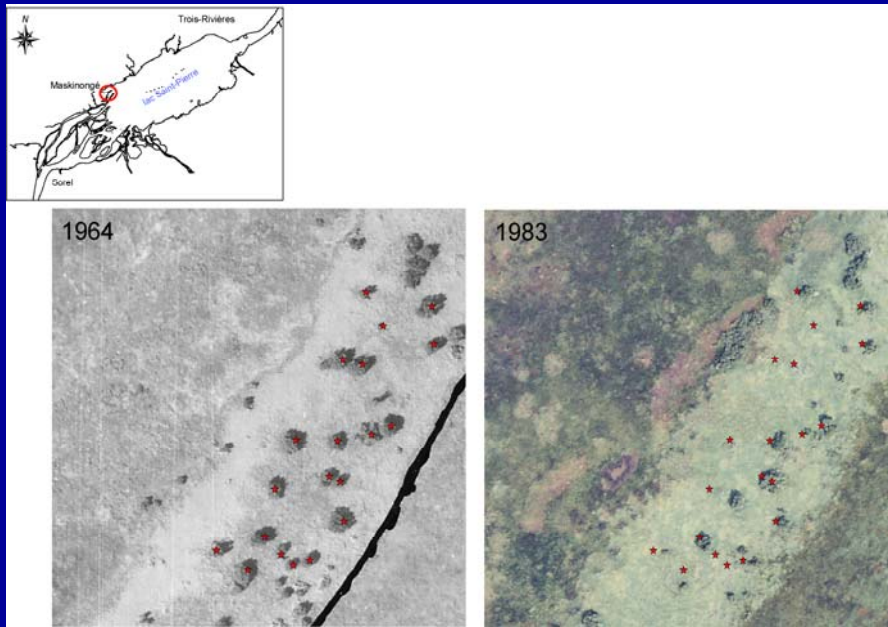 N
Trois-Rivières
Maskinongé
lac Saint-Pierre
Sorel
1964
1983